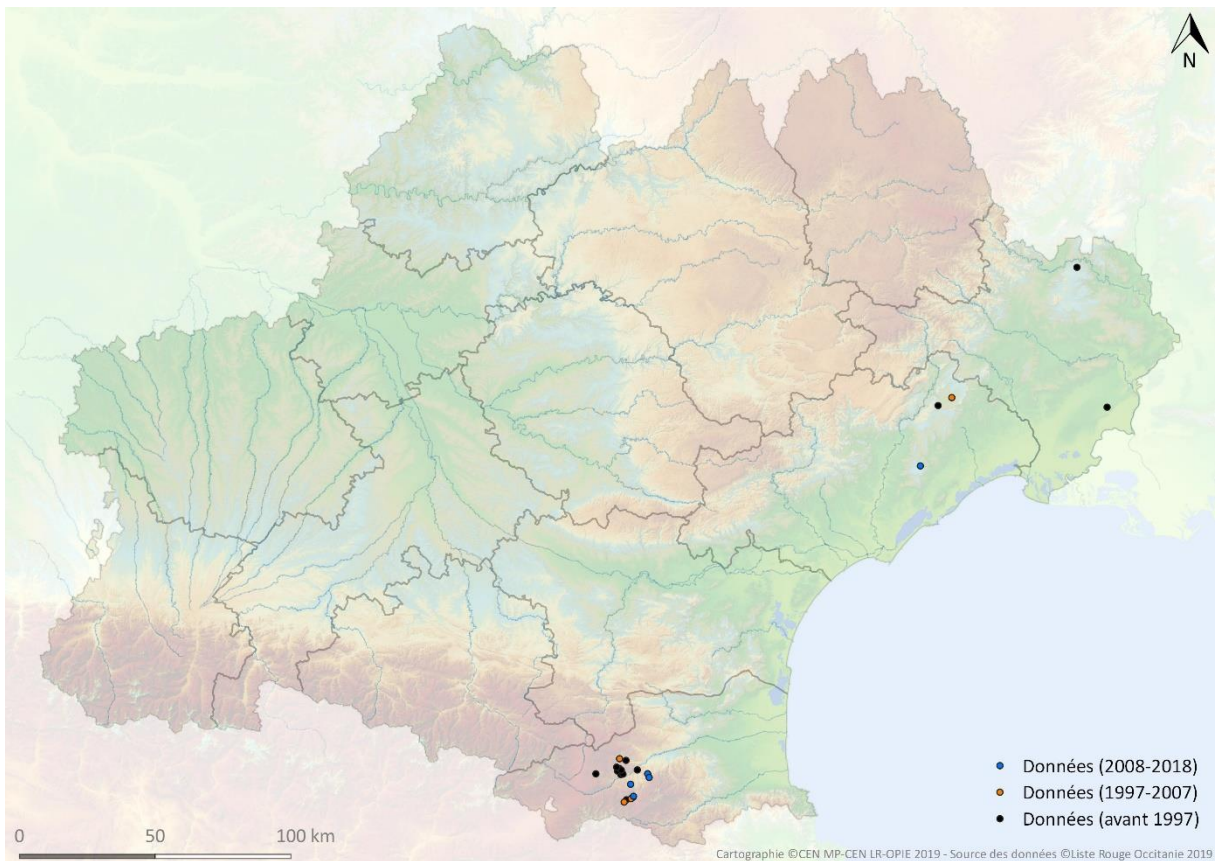 N
Données (2008-2018)
Données (1997-2007)
Données (avant 1997)
0 50 100 km
Cartographie ©CEN MP-CEN LR-OPIE 2019 - Source des données ©Liste Rouge Occitanie 2019